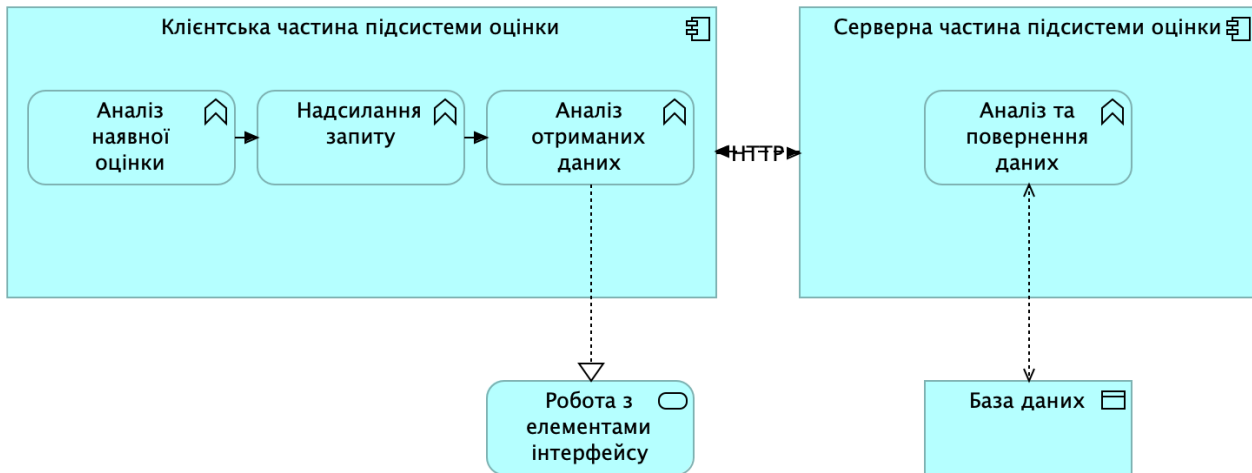 Клієнтська частина підсистеми оцінки
Аналіз
наявної
оцінки
Надсилання
запиту
Аналіз
отриманих
даних
HTTP
Серверна частина підсистеми оцінки
Аналіз та
повернення
даних
Робота з
елементами
інтерфейсу
База даних